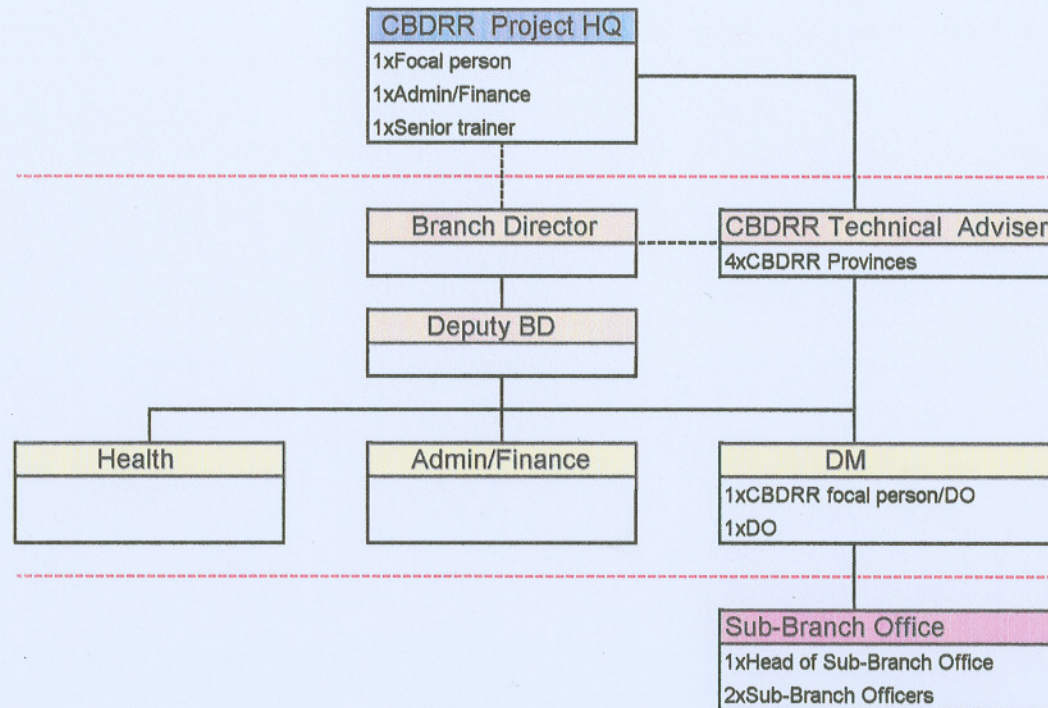 CBDRR Project HQ
1xFocal person
1xAdmin/Finance
1xSenior trainer
Branch Director
CBDRR Technical Adviser
4xCBDRR Provinces
Deputy BD
Health
Admin/Finance
DM
1xCBDRR focal person/DO
1xDO
Sub-Branch Office
1xHead of Sub-Branch Office
2xSub-Branch Officers